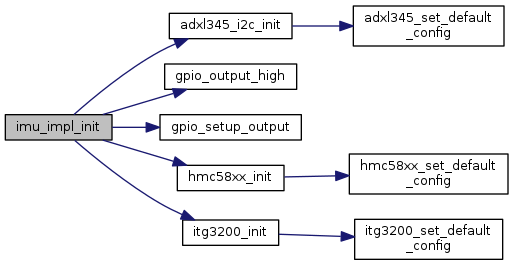 imu_impl_init
adxl345_i2c_init
adxl345_set_default
_config
gpio_output_high
gpio_setup_output
hmc58xx_init
hmc58xx_set_default
_config
itg3200_init
itg3200_set_default
_config